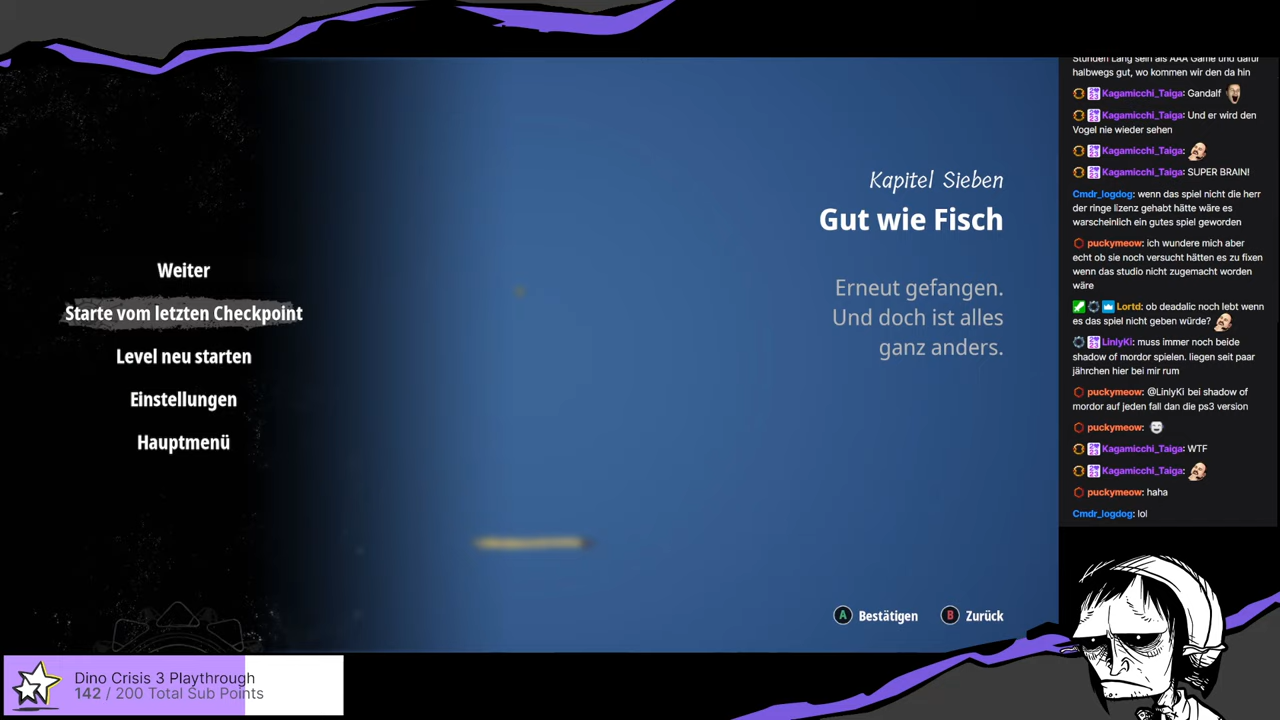 Weiter
Starte vom letzten Checkpoint
Level neu starten
Einstellungen
Hauptmenü
Kapitel Sieben
Gut wie Fisch
Erneut gefangen.
Und doch ist alles
ganz anders.
A Bestätigen B Zurück
Stunden Lang sein als AAA Game und dafür
halbwegs gut, wo kommen wir den da hin
Kagamicchi_Taiga: Gandalf
Kagamicchi_Taiga: Und er wird den
Vogel nie wieder sehen
Kagamicchi_Taiga:
Kagamicchi_Taiga: SUPER BRAIN!
Cmdr_logdog: wenn das spiel nicht die herr
der ringe lizenz gehabt hätte wäre es
warscheinlich ein gutes spiel geworden
puckymeow: ich wundere mich aber
echt ob sie noch versucht hätten es zu fixen
wenn das studio nicht zugemacht worden
wäre
Lortd: ob deadalic noch lebt wenn
es das spiel nicht geben würde?
LinlyKi: muss immer noch beide
shadow of mordor spielen. liegen seit paar
jährchen hier bei mir rum
puckymeow: @LinlyKi bei shadow of
mordor auf jeden fall dan die ps3 version
puckymeow:
Kagamicchi_Taiga: WTF
Kagamicchi_Taiga:
puckymeow: haha
Cmdr_logdog: lol
Dino Crisis 3 Playthrough
142 / 200 Total Sub Points